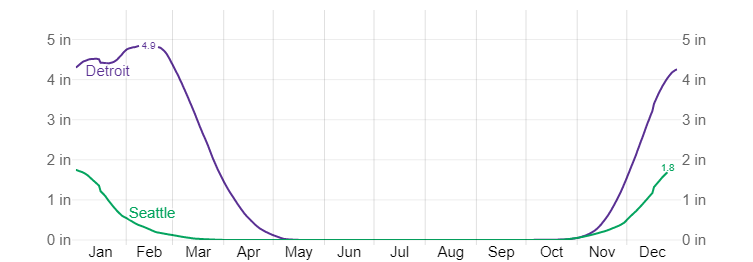 5 in 5 in
4.9
Detroit
4 in 4 in
3 in 3 in
2 in 2 in
1.8
1 in 1 in
Seattle
0 in 0 in
Jan Feb Mar Apr May Jun Jul Aug Sep Oct Nov Dec